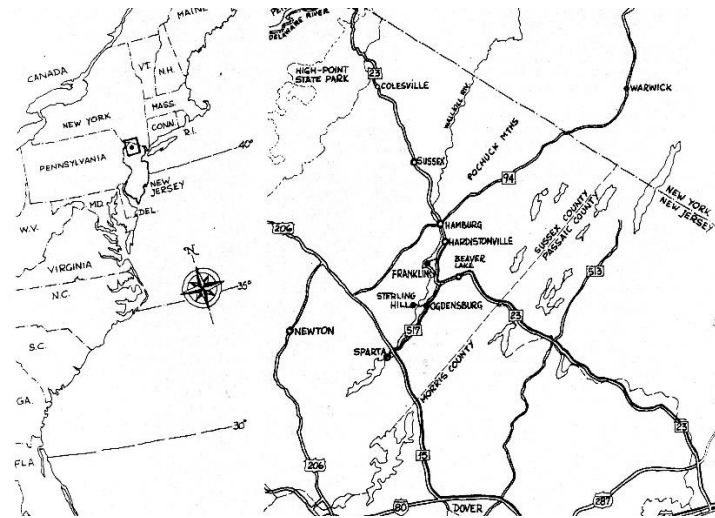 MAINE
CANADA
VT.
N.H.
MASS.
NEW YORK
CONN.
R.I.
40°
PENNSYLVANIA
NEW
JERSEY
MD.
DEL.
W.V.
VIRGINIA
N
35°
N.C.
S.C.
GA.
30°
FLA
DELAWARE RIVER
HIGH-POINT
STATE PARK
23
COLESVILLE
WALLKILL RIV.
WARWICK
POCHUCK MTNS
SUSSEX
94
NEW YORK
NEW JERSEY
206
HAMBURG
HARDISTONVILLE
SUSSEX COUNTY
PASSAIC COUNTY
FRANKLIN
BEAVER
LAKE
513
STERLING
HILL
OGDENSBURG
23
NEWTON
517
SPARTA
MORRIS COUNTY
23
206
15
80
DOVER
287